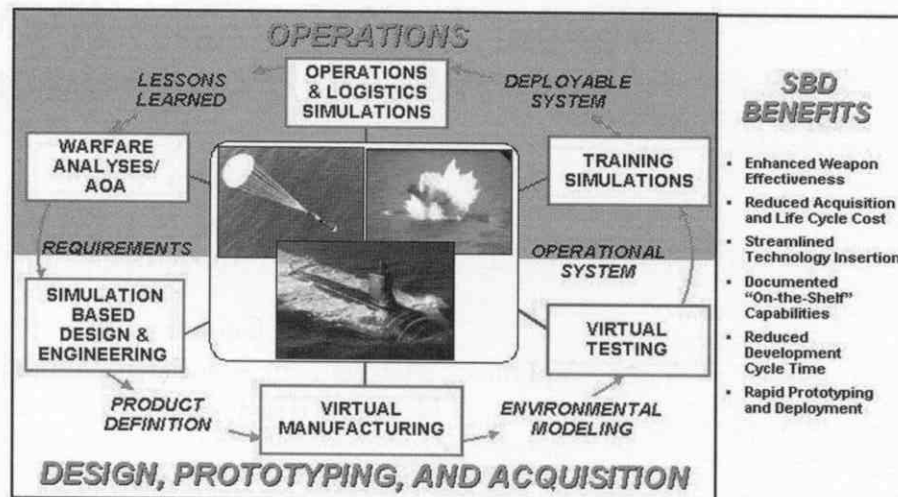 OPERATIONS
LESSONS
LEARNED
OPERATIONS
& LOGISTICS
SIMULATIONS
DEPLOYABLE
SYSTEM
WARFARE
ANALYSES/
AOA
TRAINING
SIMULATIONS
REQUIREMENTS
OPERATIONAL
SYSTEM
SIMULATION
BASED
DESIGN &
ENGINEERING
VIRTUAL
TESTING
PRODUCT
DEFINITION
VIRTUAL
MANUFACTURING
ENVIRONMENTAL
MODELING
DESIGN, PROTOTYPING, AND ACQUISITION
SBD
BENEFITS
▪ Enhanced Weapon
Effectiveness
▪ Reduced Acquisition
and Life Cycle Cost
▪ Streamlined
Technology Insertion
▪ Documented
“On-the-Shelf”
Capabilities
▪ Reduced
Development
Cycle Time
▪ Rapid Prototyping
and Deployment